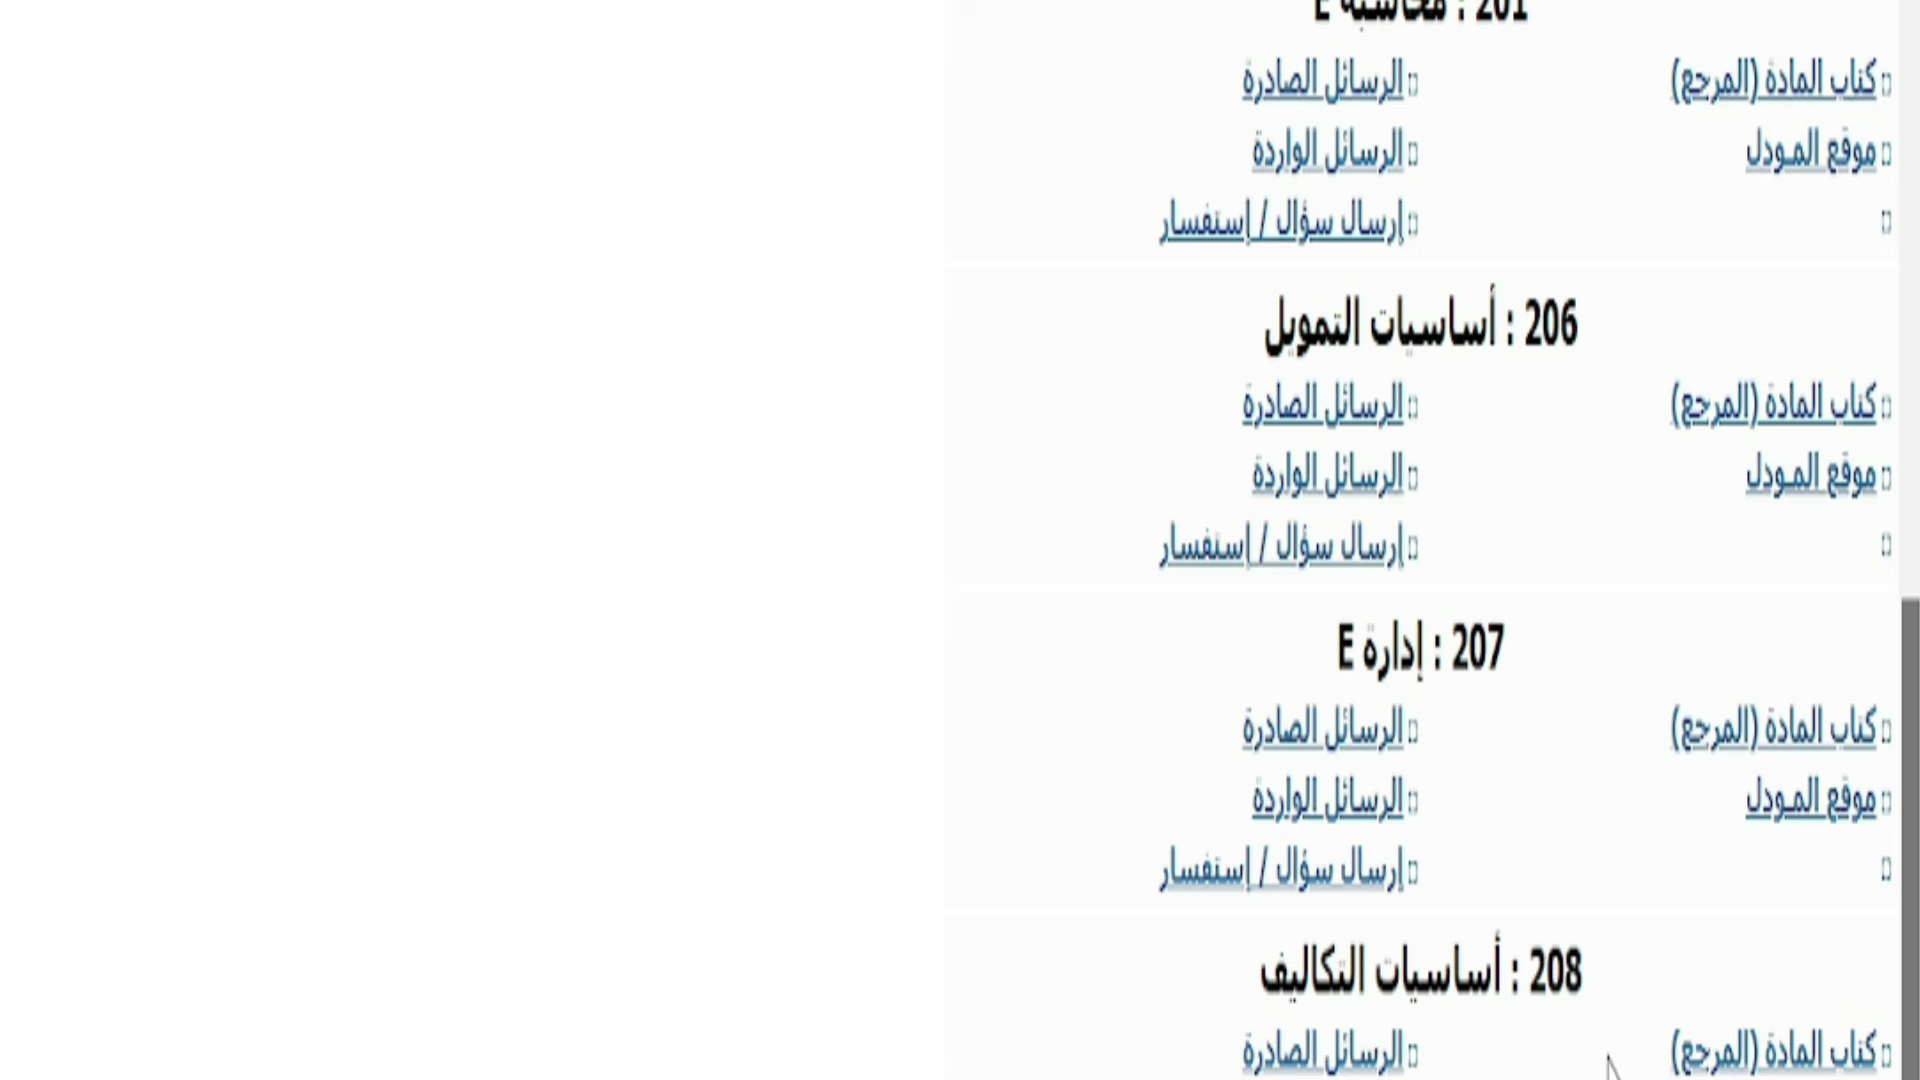 201 : محاسبة E
كتاب المادة (المرجع) الرسائل الصادرة
موقع المودل الرسائل الواردة
إرسال سؤال / إستفسار
206 : أساسيات التمويل
كتاب المادة (المرجع) الرسائل الصادرة
موقع المودل الرسائل الواردة
إرسال سؤال / إستفسار
207 : إدارة E
كتاب المادة (المرجع) الرسائل الصادرة
موقع المودل الرسائل الواردة
إرسال سؤال / إستفسار
208 : أساسيات التكاليف
كتاب المادة (المرجع) الرسائل الصادرة